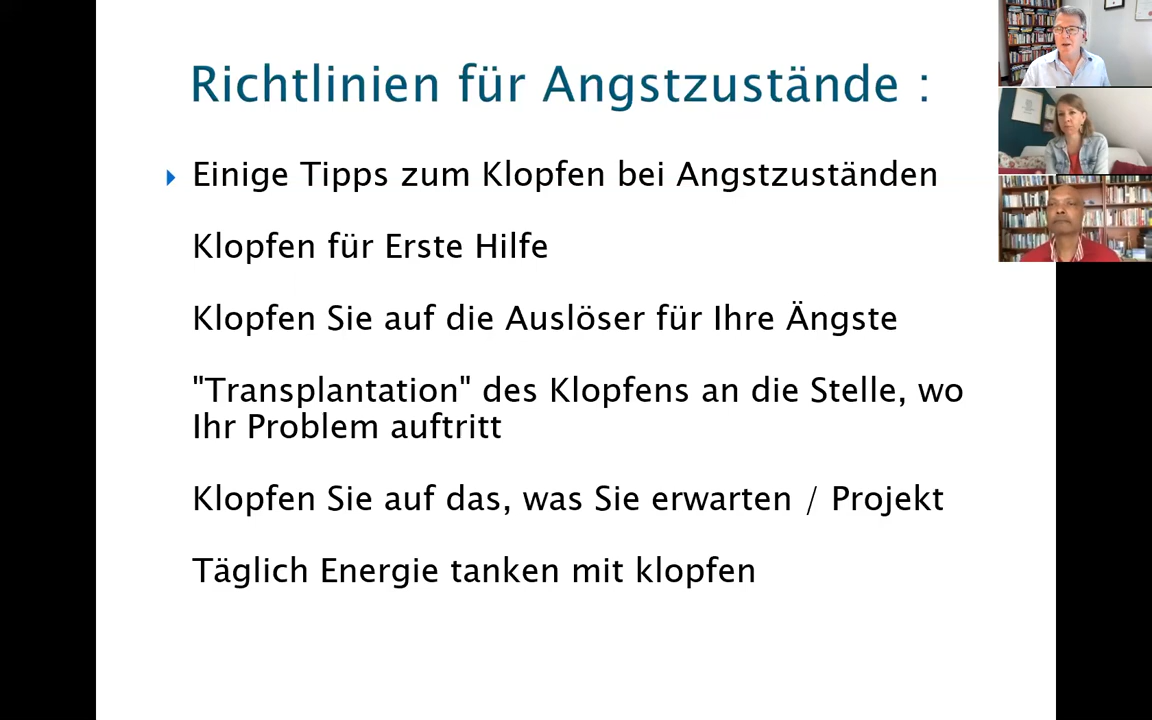 Richtlinien für Angstzustände :
Einige Tipps zum Klopfen bei Angstzuständen
Klopfen für Erste Hilfe
Klopfen Sie auf die Auslöser für Ihre Ängste
"Transplantation" des Klopfens an die Stelle, wo
Ihr Problem auftritt
Klopfen Sie auf das, was Sie erwarten / Projekt
Täglich Energie tanken mit klopfen